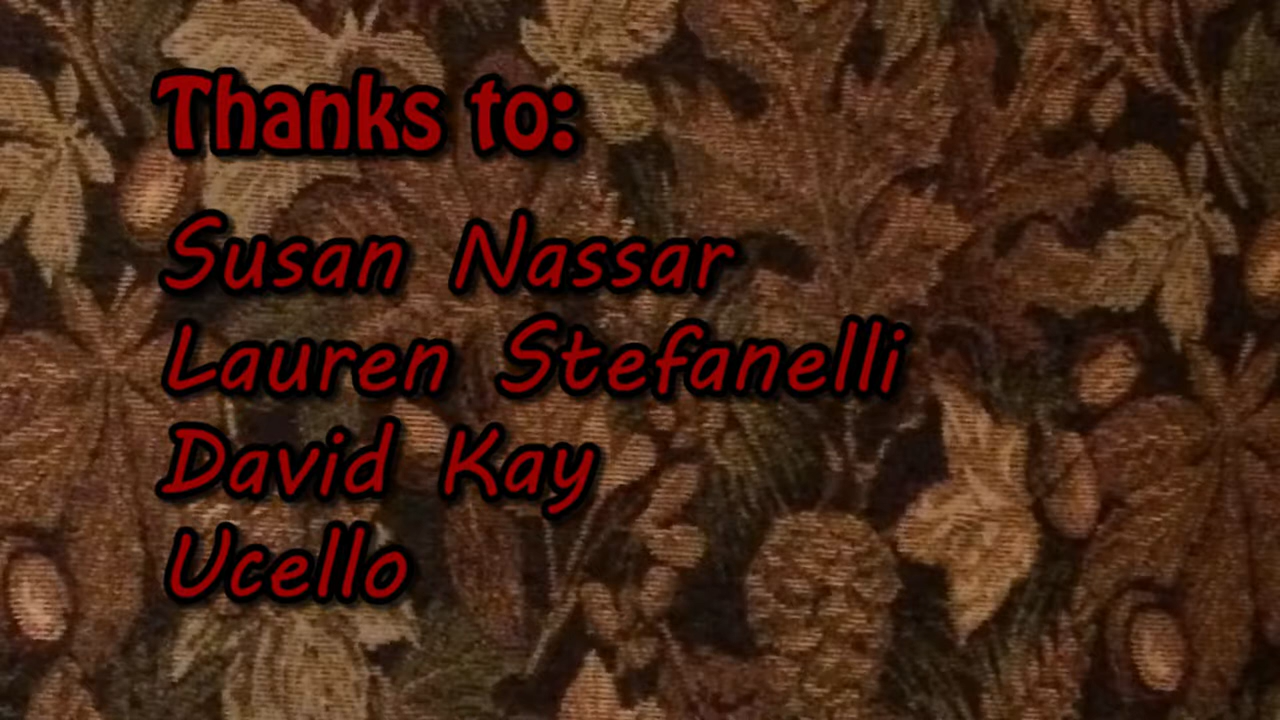 Thanks to:
Susan Nassar
Lauren Stefanelli
David Kay
Ucello